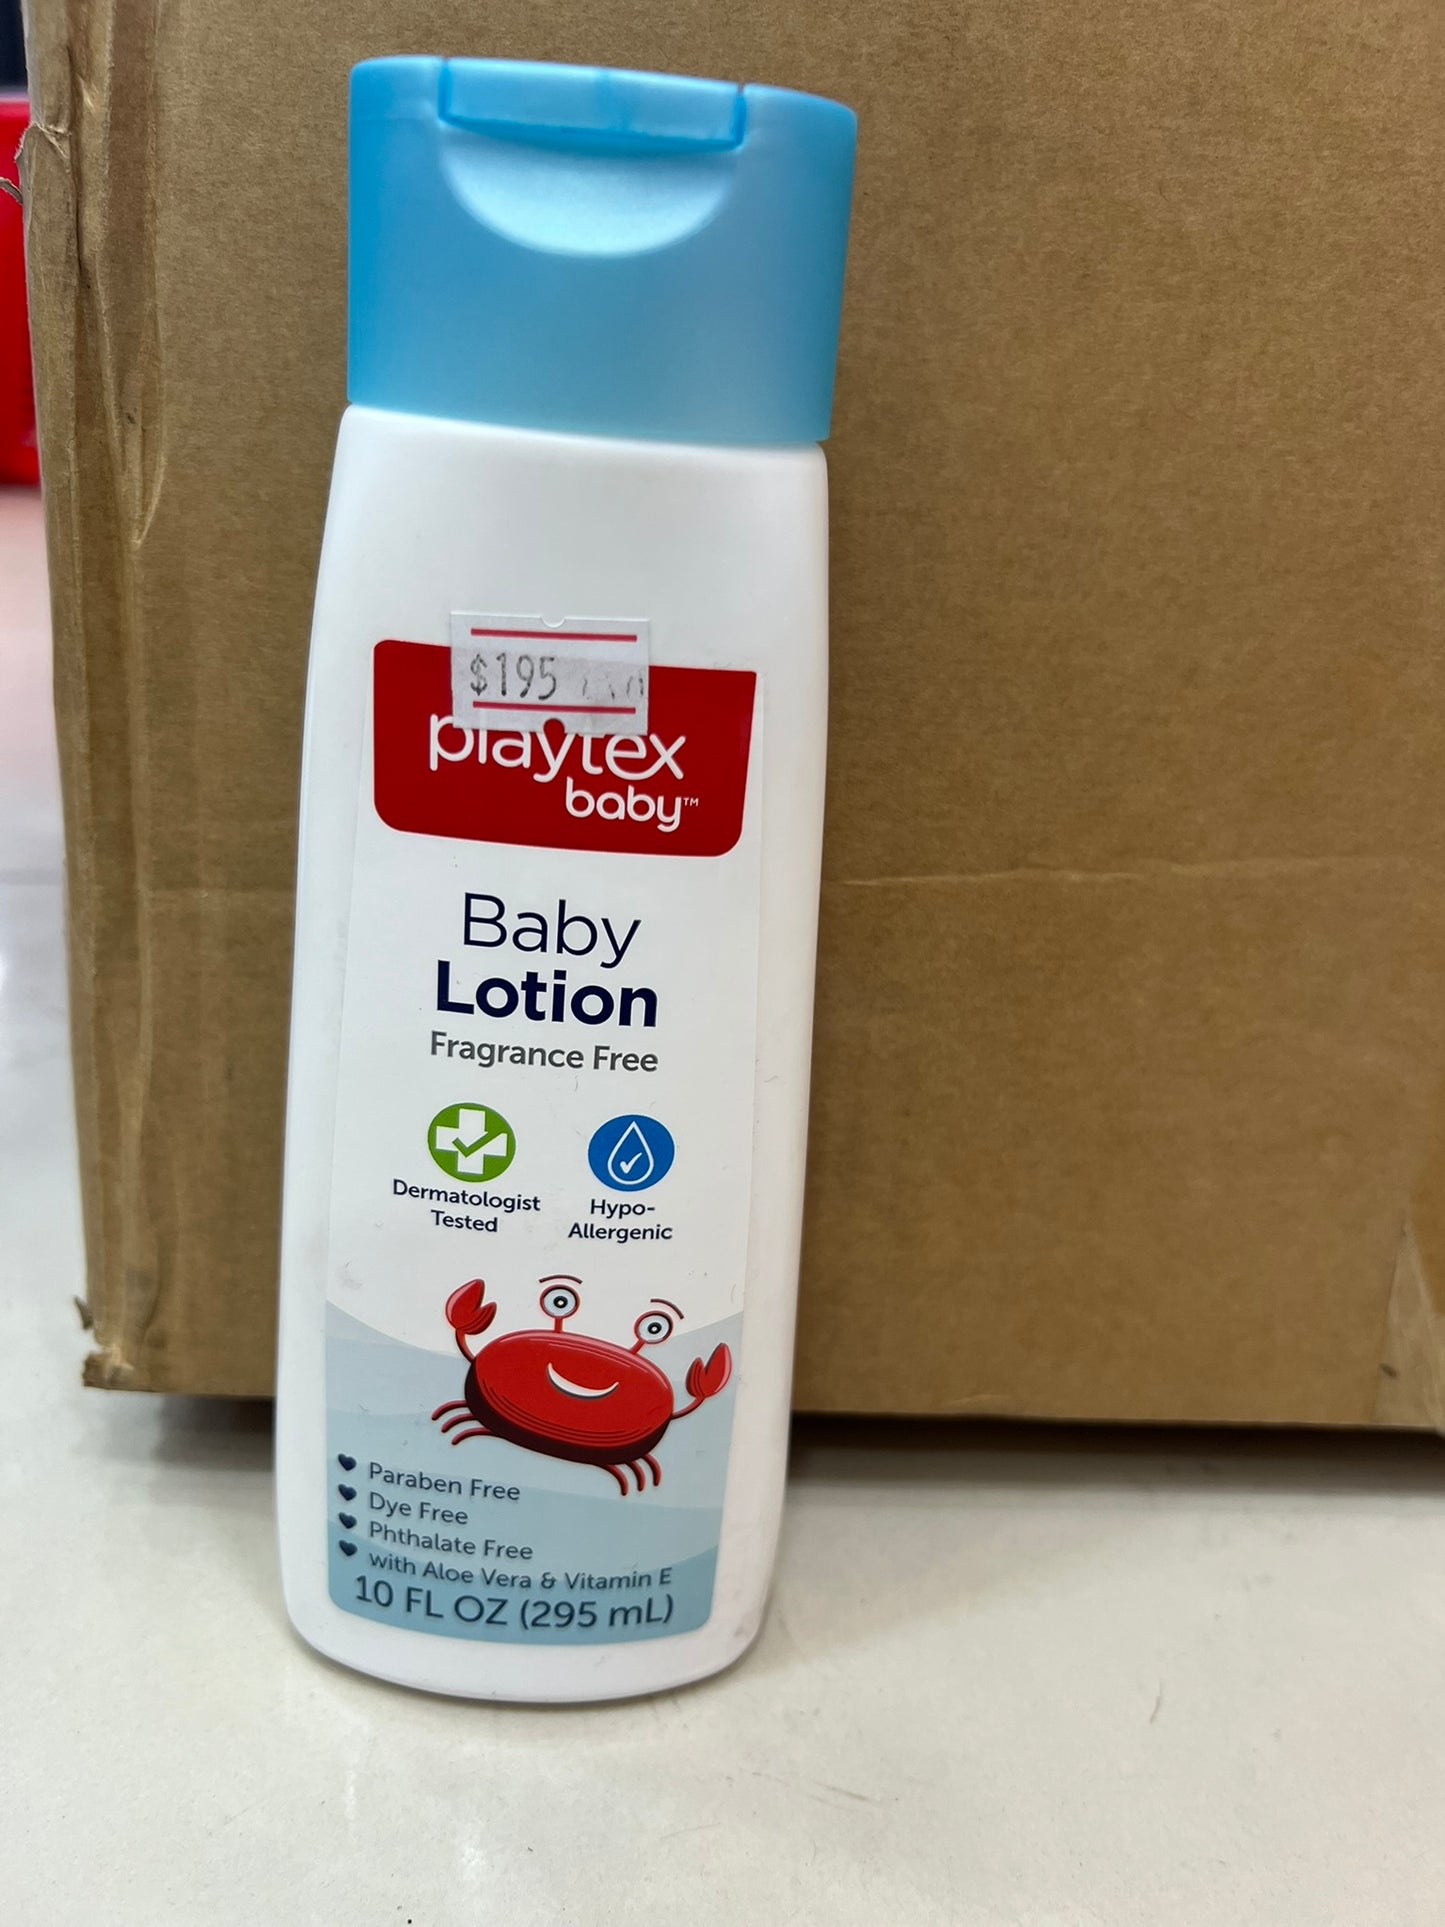 $195
playtex
baby™
Baby
Lotion
Fragrance Free
Dermatologist
Tested
Hypo-
Allergenic
Paraben Free
Dye Free
Phthalate Free
with Aloe Vera & Vitamin E
10 FL OZ (295 mL)